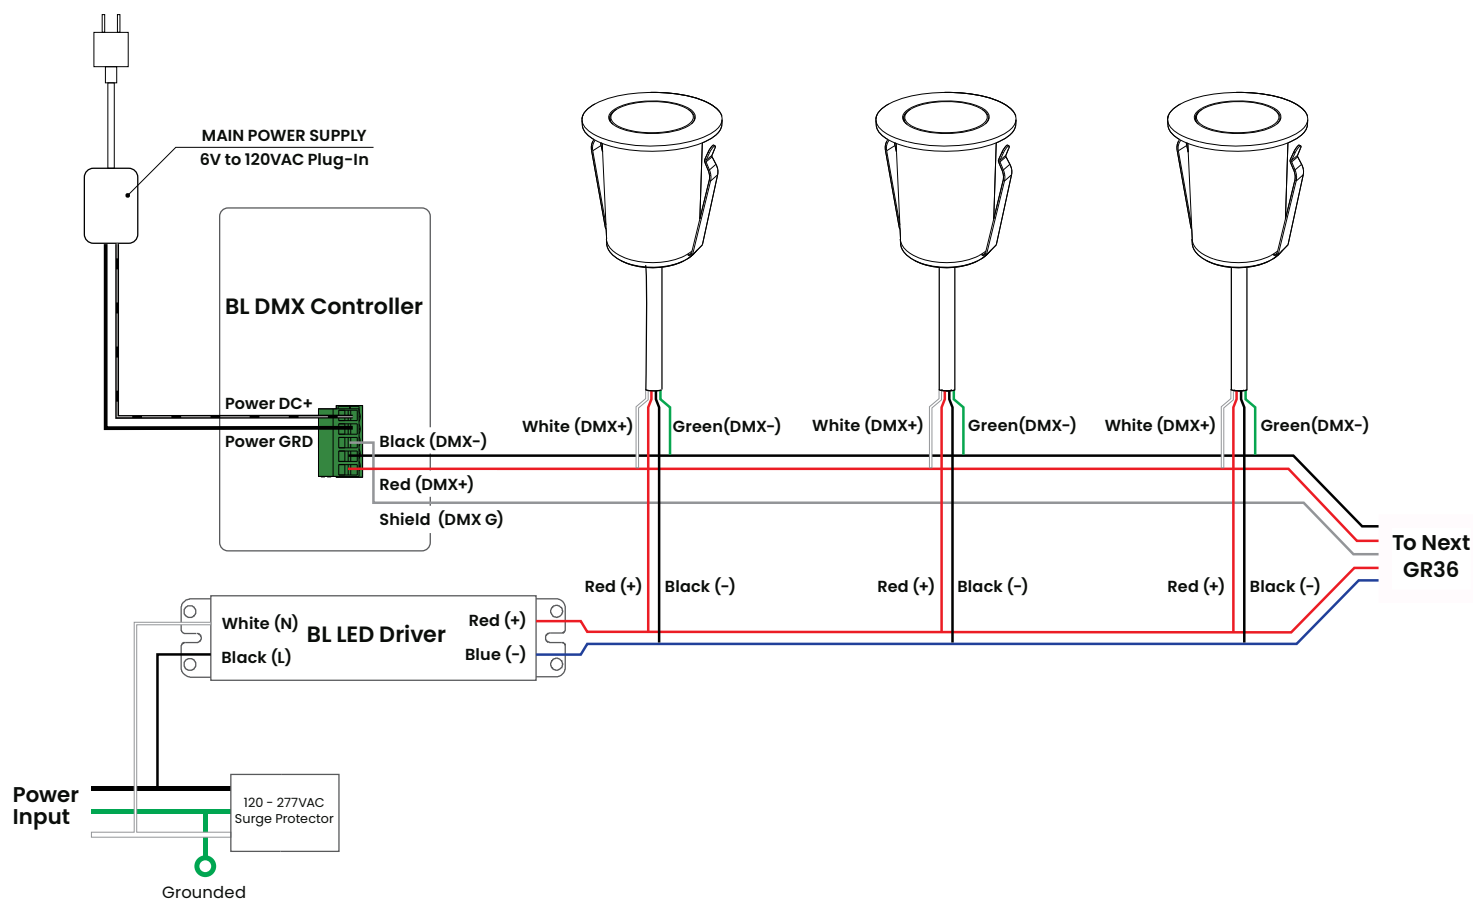 MAIN POWER SUPPLY
6V to 120VAC Plug-In
BL DMX Controller
Power DC+
Power GRD
Black (DMX-)
Red (DMX+)
Shield (DMX G)
White (DMX+)
Green(DMX-)
White (DMX+)
Green(DMX-)
White (DMX+)
Green(DMX-)
To Next
GR36
Red (+)
Black (-)
Red (+)
Black (-)
Red (+)
Black (-)
White (N)
Black (L)
BL LED Driver
Red (+)
Blue (-)
Power
Input
120 - 277VAC
Surge Protector
Grounded